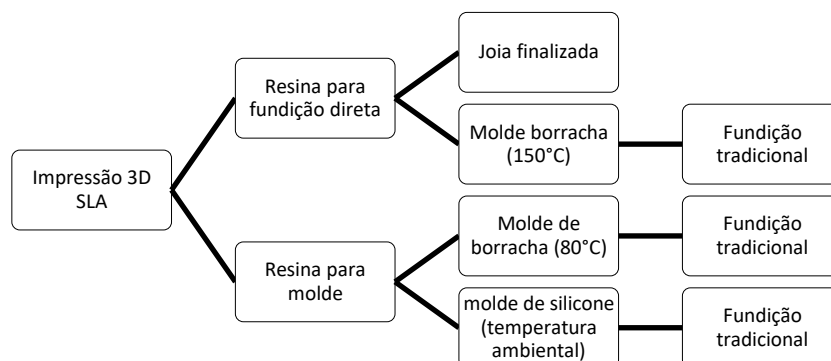 Impressão 3D
SLA
Resina para
fundição direta
Joia finalizada
Molde borracha
(150°C)
Fundição
tradicional
Resina para
molde
Molde de
borracha (80°C)
Fundição
tradicional
molde de silicone
(temperatura
ambiental)
Fundição
tradicional